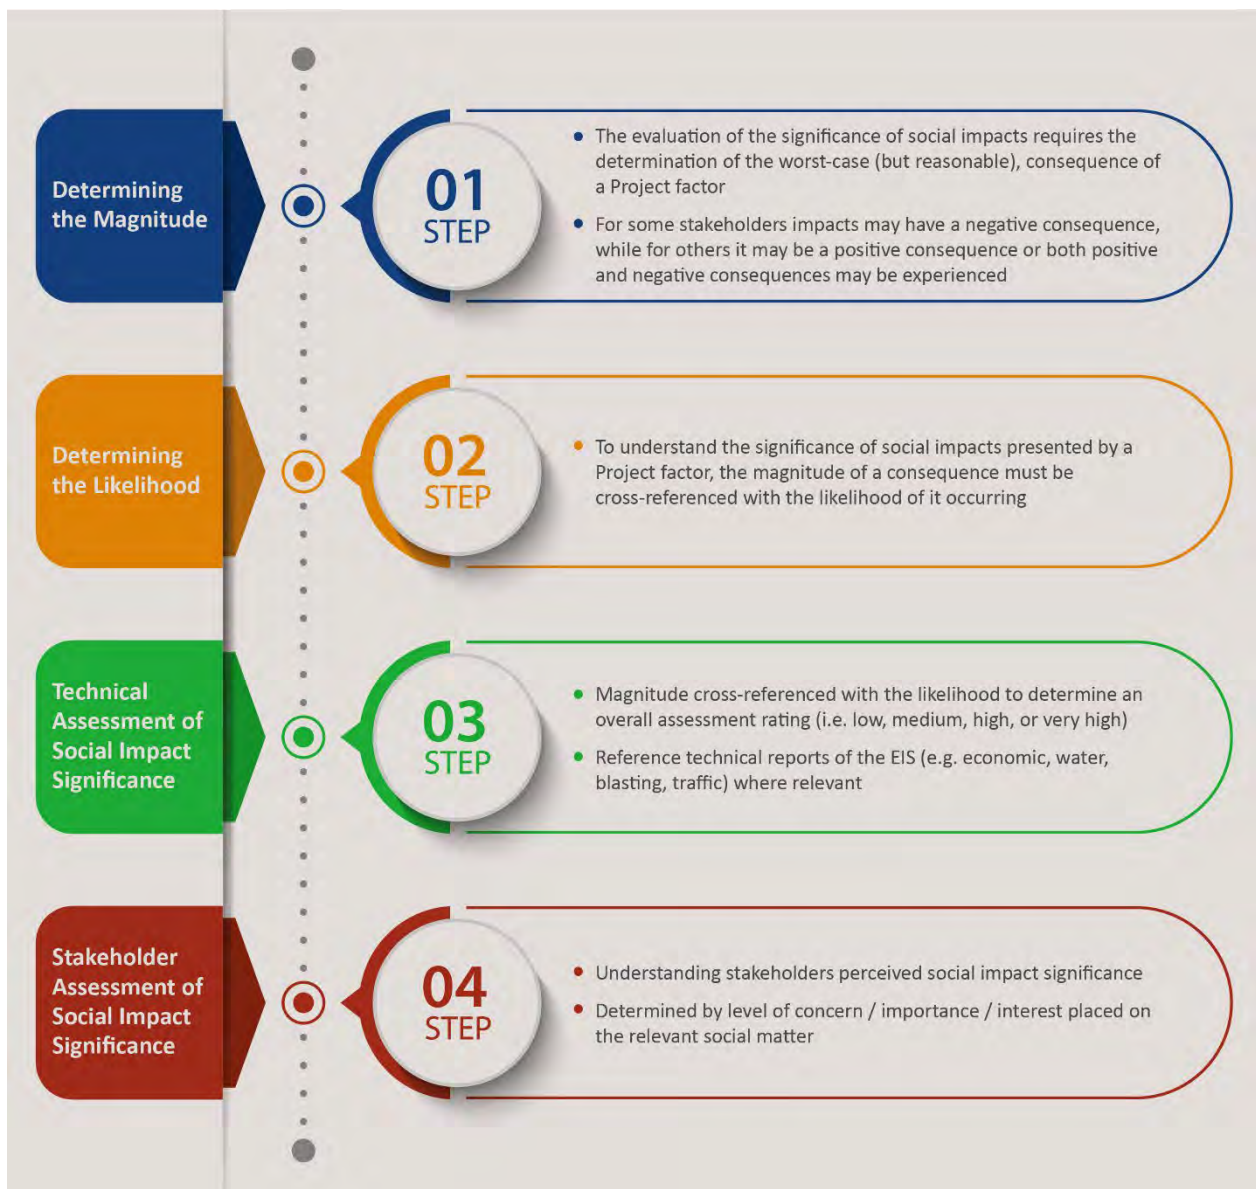 Determining
the Magnitude
01
STEP
The evaluation of the significance of social impacts requires the
determination of the worst-case (but reasonable), consequence of
a Project factor
For some stakeholders impacts may have a negative consequence,
while for others it may be a positive consequence or both positive
and negative consequences may be experienced
Determining
the Likelihood
02
STEP
To understand the significance of social impacts presented by a
Project factor, the magnitude of a consequence must be
cross-referenced with the likelihood of it occurring
Technical
Assessment of
Social Impact
Significance
03
STEP
Magnitude cross-referenced with the likelihood to determine an
overall assessment rating (i.e. low, medium, high, or very high)
Reference technical reports of the EIS (e.g. economic, water,
blasting, traffic) where relevant
Stakeholder
Assessment of
Social Impact
Significance
04
STEP
Understanding stakeholders perceived social impact significance
Determined by level of concern / importance / interest placed on
the relevant social matter